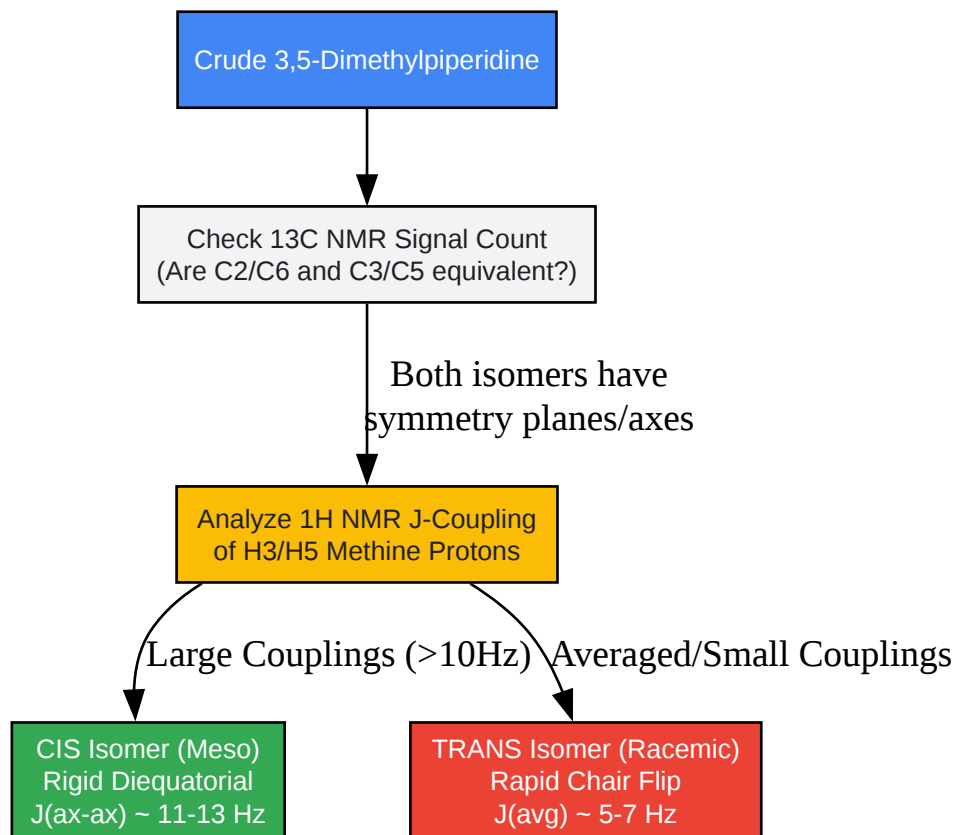 Crude 3,5-Dimethylpiperidine
Check 13C NMR Signal Count
(Are C2/C6 and C3/C5 equivalent?)
Both isomers have
symmetry planes/axes
Analyze 1H NMR J-Coupling
of H3/H5 Methine Protons
Large Couplings (>10Hz)
Averaged/Small Couplings
CIS Isomer (Meso)
Rigid Diequatorial
J(ax-ax) ~ 11-13 Hz
TRANS Isomer (Racemic)
Rapid Chair Flip
J(avg) ~ 5-7 Hz